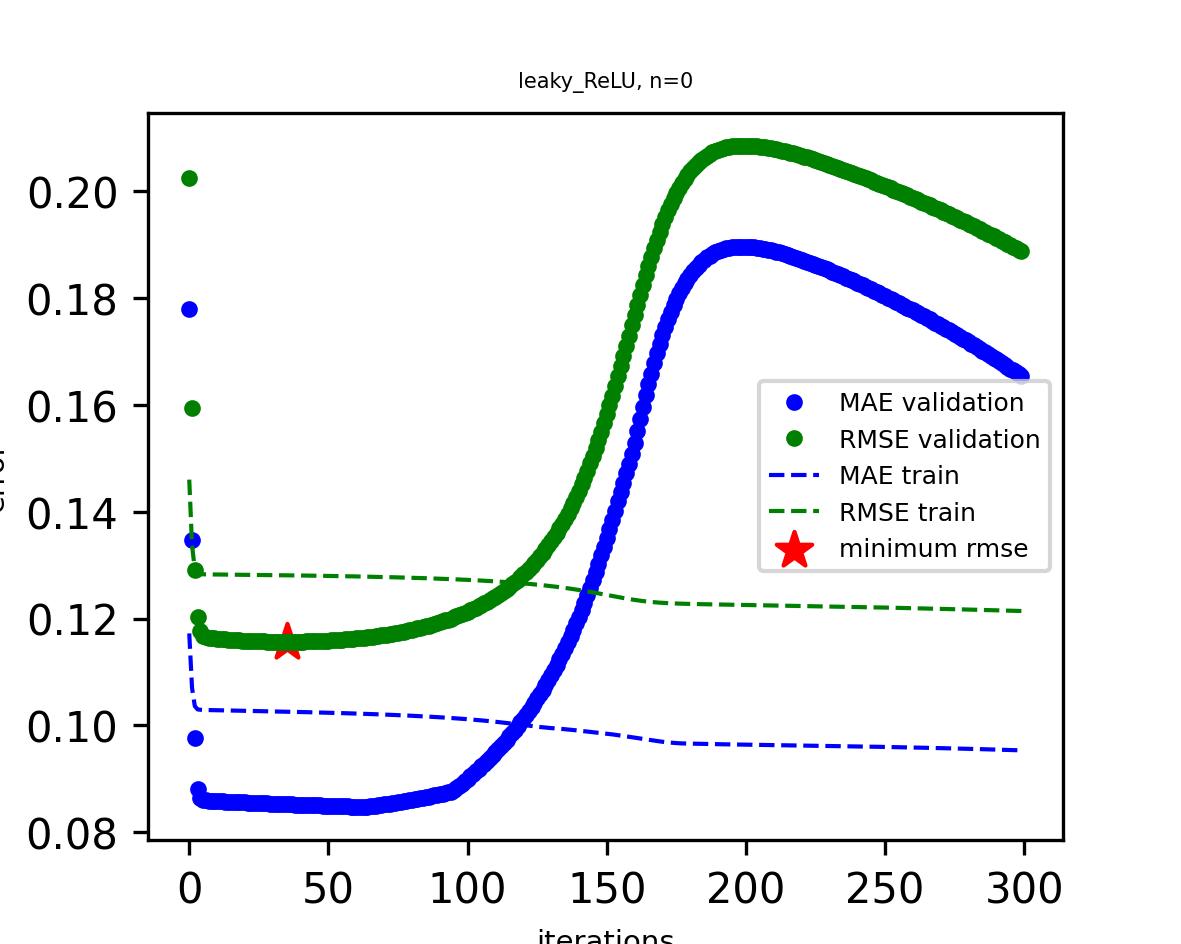 leaky_ReLU, n=0
0.20
0.18
0.16
0.14
0.12
0.10
0.08
MAE validation
RMSE validation
MAE train
RMSE train
minimum rmse
0 50 100 150 200 250 300
iterations